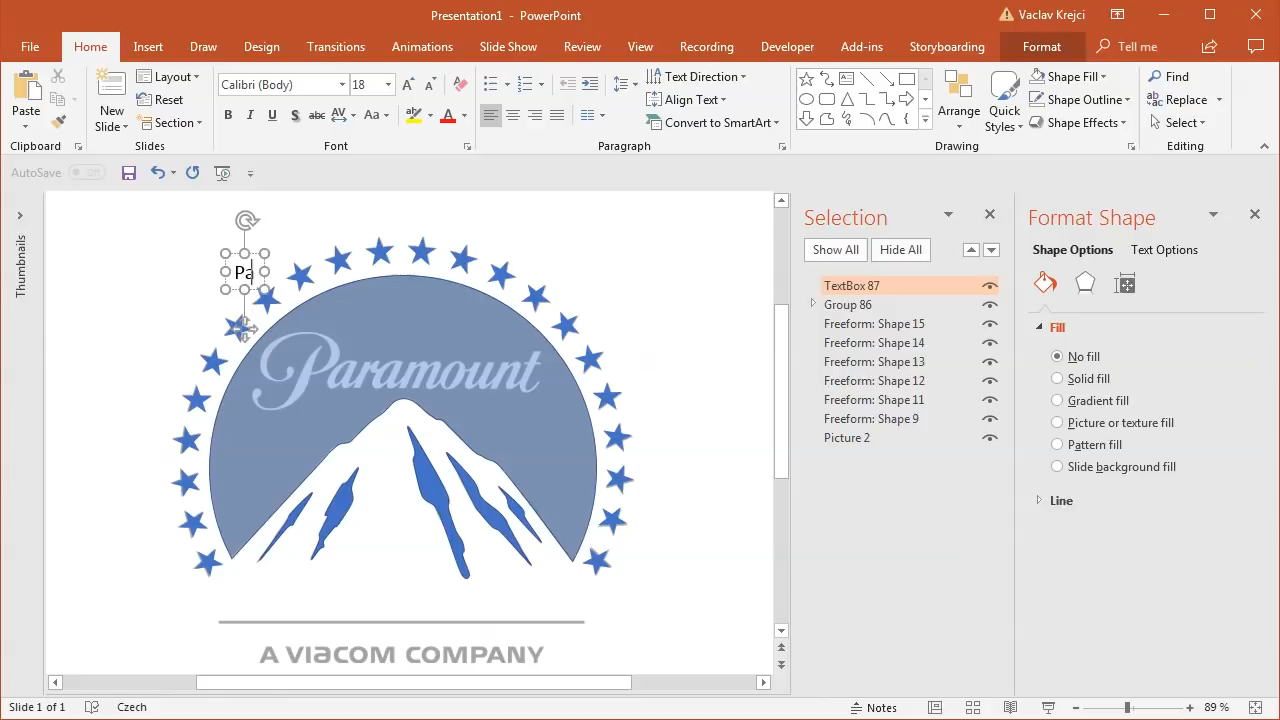 Presentation1 - PowerPoint
Vaclav Krejci
File Home Insert Draw Design Transitions Animations Slide Show Review View Recording Developer Add-ins Storyboarding Format Tell me
Paste
Clipboard
New
Slide
Layout
Reset
Section
Slides
Calibri (Body) 18
B I U S abc AV Aa A
Font
Text Direction
Align Text
Convert to SmartArt
Paragraph
Arrange
Quick
Styles
Shape Fill
Shape Outline
Shape Effects
Drawing
Find
Replace
Select
Editing
AutoSave Off
Thumbnails
Pa
Paramount
A VIACOM COMPANY
Selection
Show All Hide All
TextBox 87
Group 86
Freeform: Shape 15
Freeform: Shape 14
Freeform: Shape 13
Freeform: Shape 12
Freeform: Shape 11
Freeform: Shape 9
Picture 2
Format Shape
Shape Options Text Options
Fill
No fill
Solid fill
Gradient fill
Picture or texture fill
Pattern fill
Slide background fill
Line
Slide 1 of 1 Czech Notes 89 %